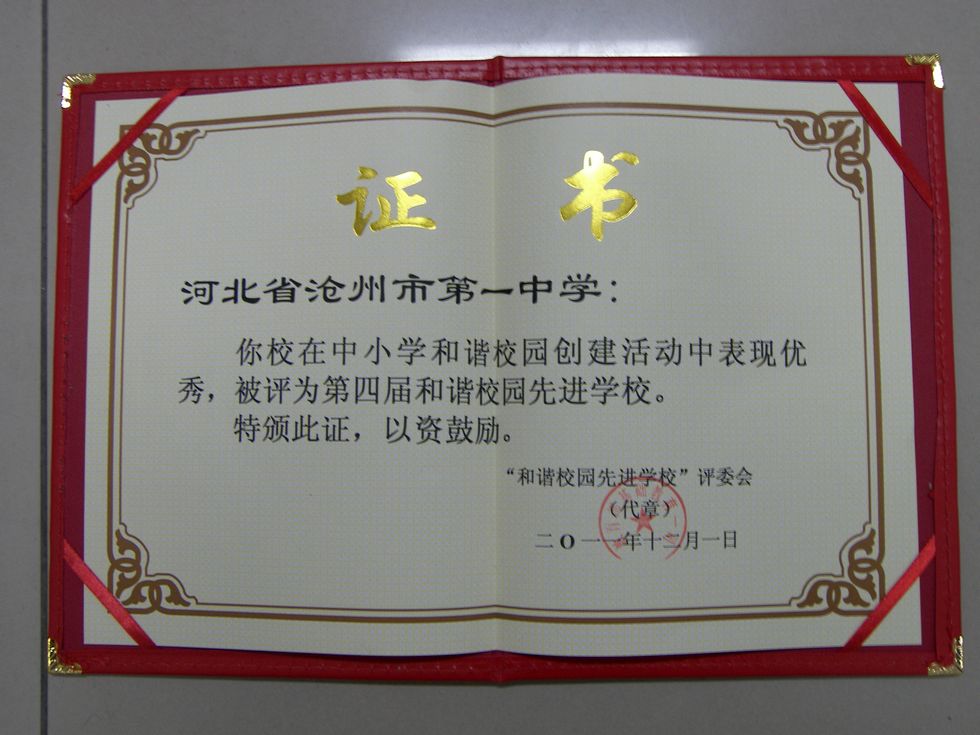 证 书
河北省沧州市第一中学：
你校在中小学和谐校园创建活动中表现优
秀，被评为第四届和谐校园先进学校。
特颁此证，以资鼓励。
“和谐校园先进学校”评委会
（代章）
二O一一年十二月一日